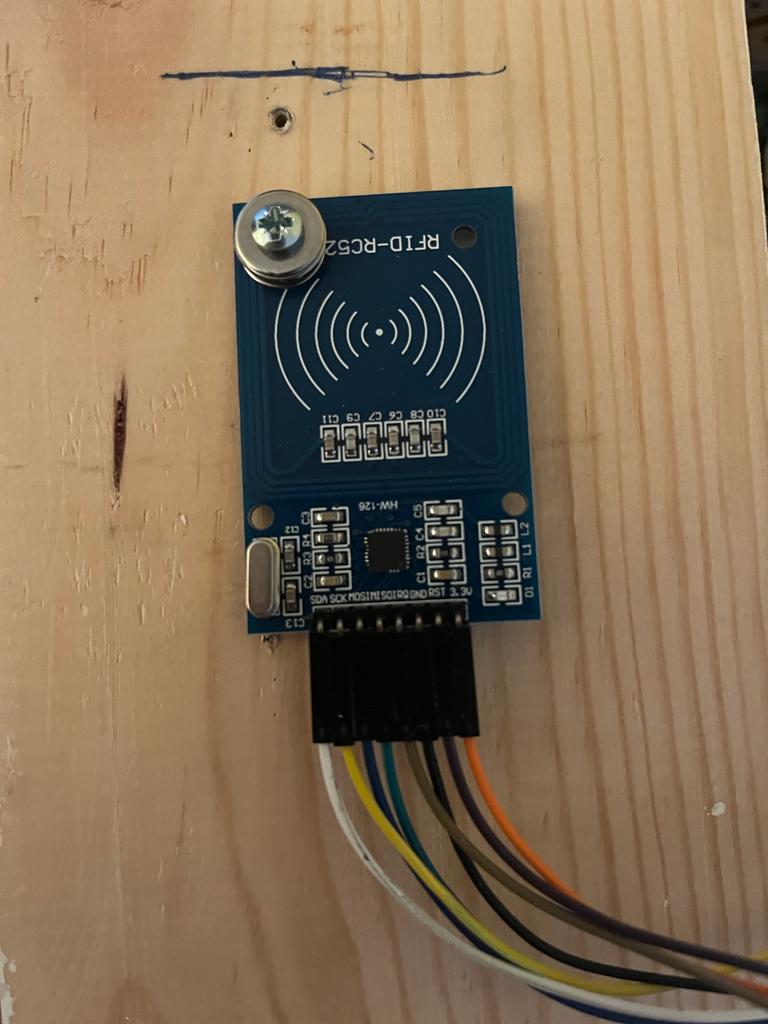 RFID-RC52
C11 C9 C7 C6 C8 C10
HW-126
C3
C12
R4
R3
C2
C13
C5
C4
R2
C1
L2
L1
R1
D1
SDA SCK MOSI MISO IRQ GND RST 3.3V